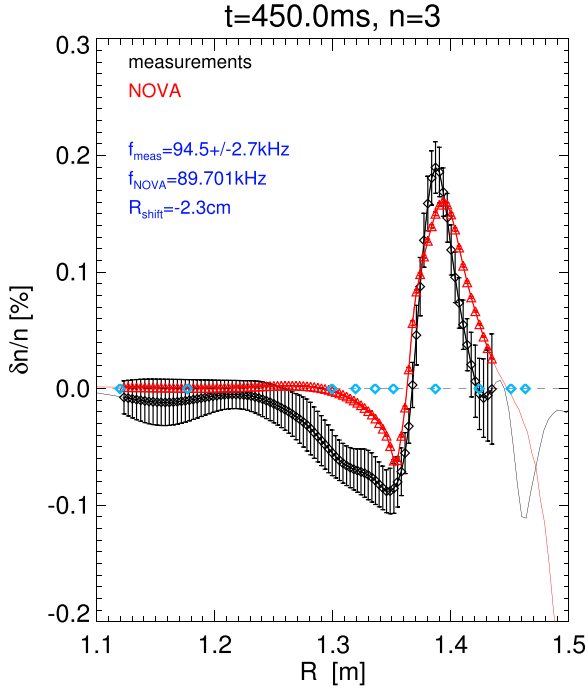 t=450.0ms, n=3
0.3
measurements
NOVA
f_meas=94.5+/-2.7kHz
f_NOVA=89.701kHz
R_shift=-2.3cm
0.2
0.1
0.0
-0.1
-0.2
δn/n [%]
1.1 1.2 1.3 1.4 1.5
R [m]